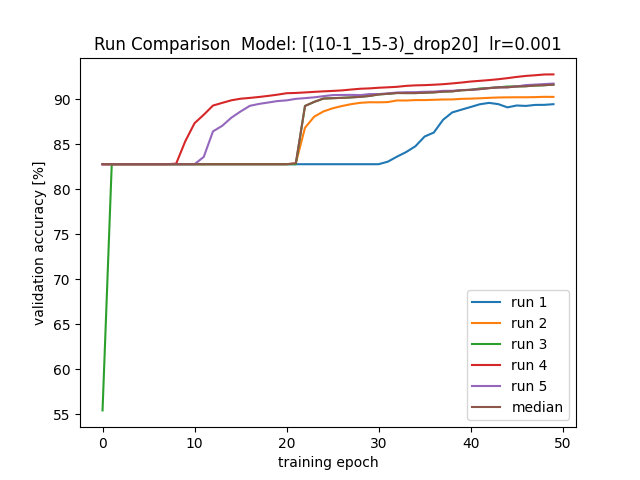 Run Comparison  Model: [(10-1_15-3)_drop20]  lr=0.001
validation accuracy [%]
90
85
80
75
70
65
60
55
0 10 20 30 40 50
training epoch
run 1
run 2
run 3
run 4
run 5
median